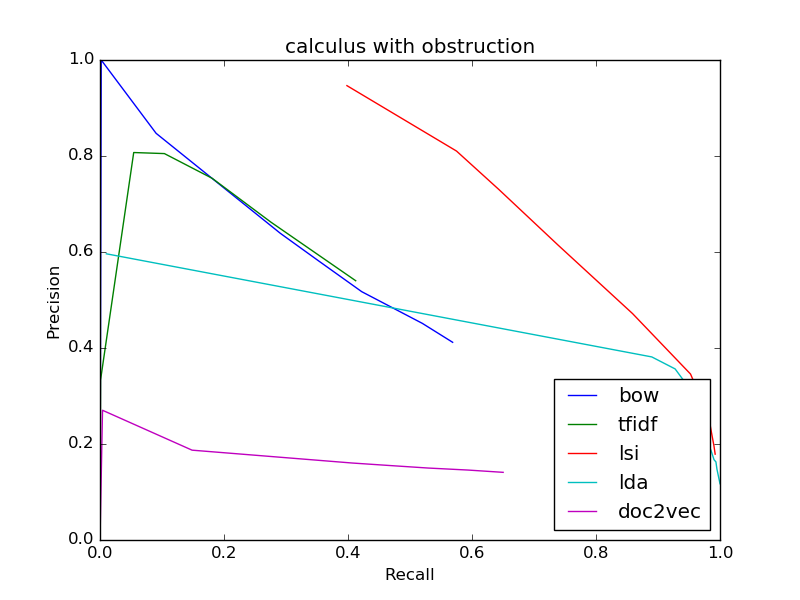 calculus with obstruction
Precision
1.0
0.8
0.6
0.4
0.2
0.0
0.0 0.2 0.4 0.6 0.8 1.0
Recall
bow
tfidf
lsi
lda
doc2vec